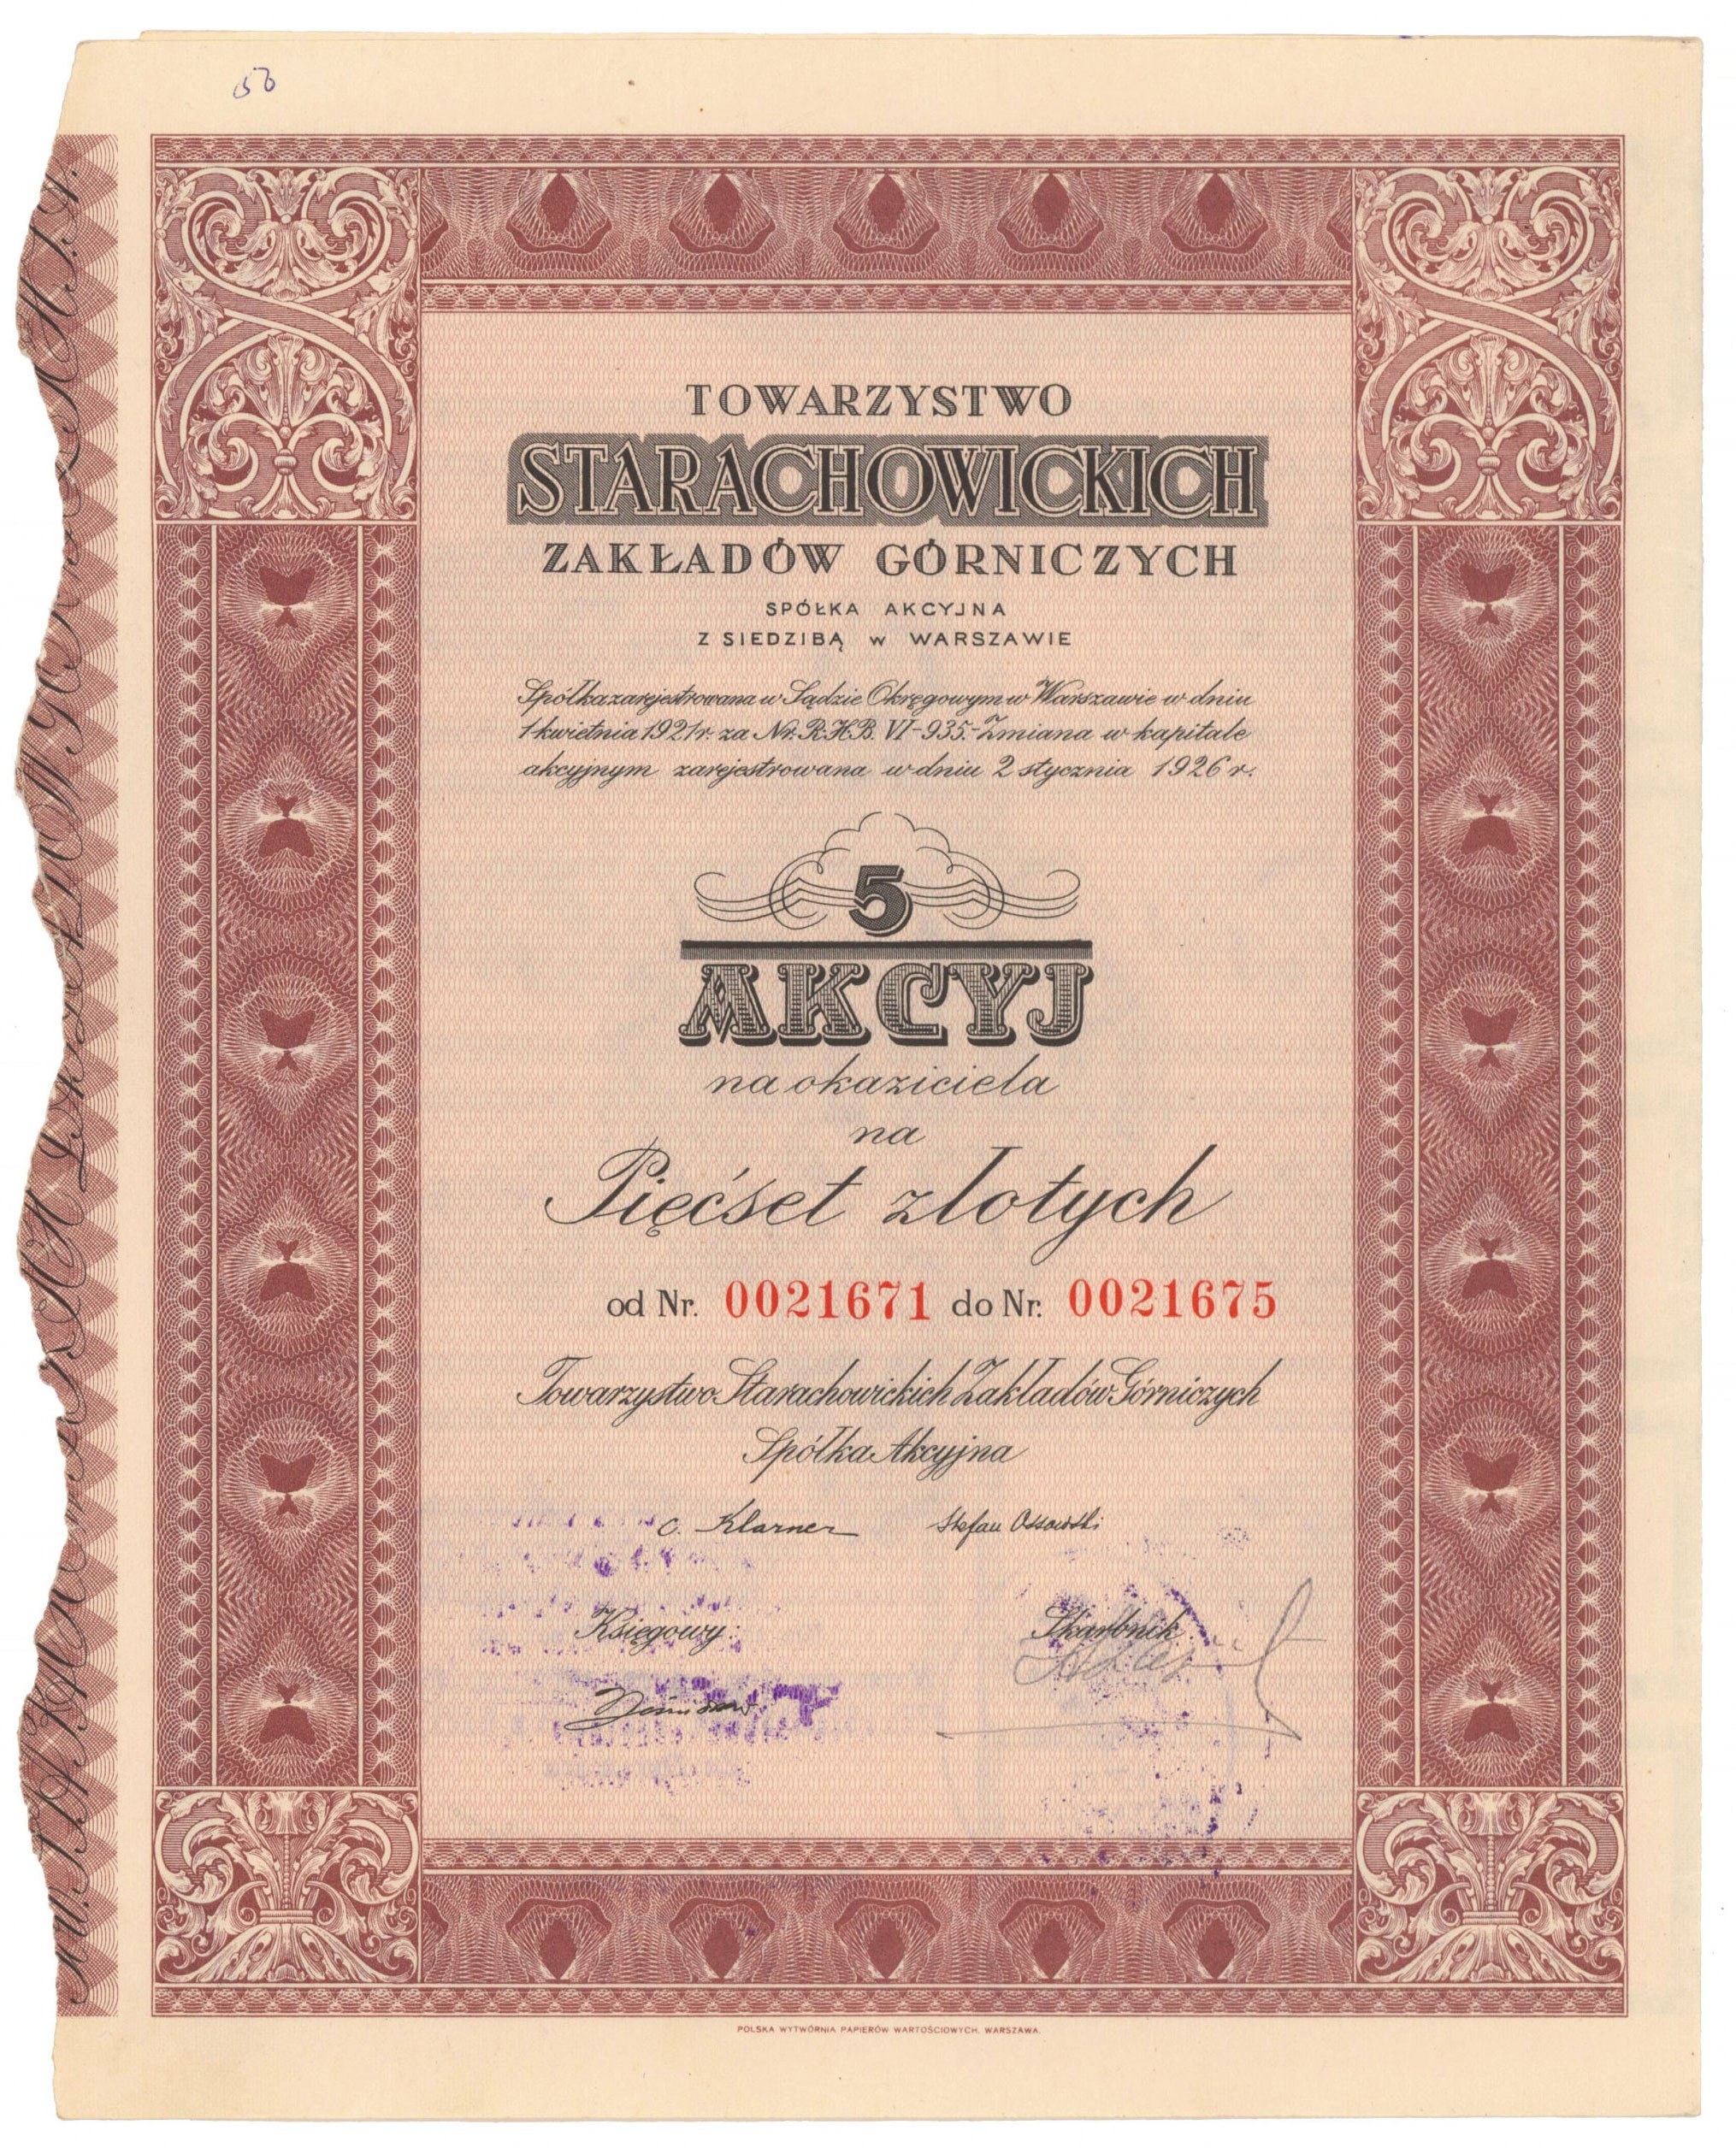 56
TOWARZYSTWO
STARACHOWICKICH
ZAKŁADÓW GÓRNICZYCH
SPÓŁKA AKCYJNA
Z SIEDZIBĄ w WARSZAWIE
Spółka zarejestrowana w Sądzie Okręgowym w Warszawie w dniu
1 kwietnia 1921 r. za Nr. R.H.B. VI-935.-Zmiana w kapitale
akcyjnym zarejestrowana w dniu 2 stycznia 1926 r.
5
AKCYJ
na okaziciela
na
Pięćset złotych
od Nr. 0021671 do Nr. 0021675
Towarzystwo Starachowickich Zakładów Górniczych
Spółka Akcyjna
C. Klarner Stefan Ossowski
Księgowy: Skarbnik
POLSKA WYTWÓRNIA PAPIERÓW WARTOŚCIOWYCH, WARSZAWA.